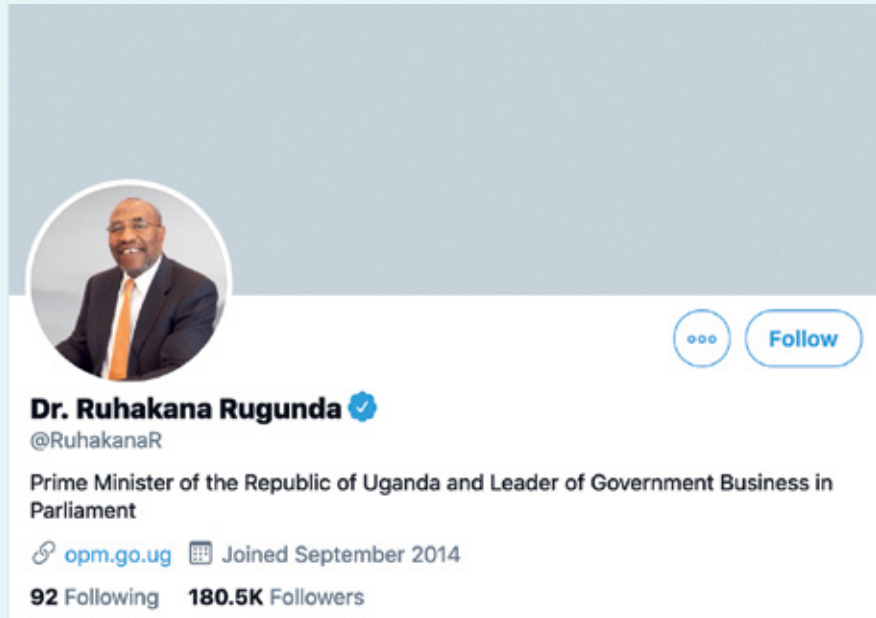 Follow
Dr. Ruhakana Rugunda
@RuhakanaR
Prime Minister of the Republic of Uganda and Leader of Government Business in
Parliament
opm.go.ug Joined September 2014
92 Following 180.5K Followers